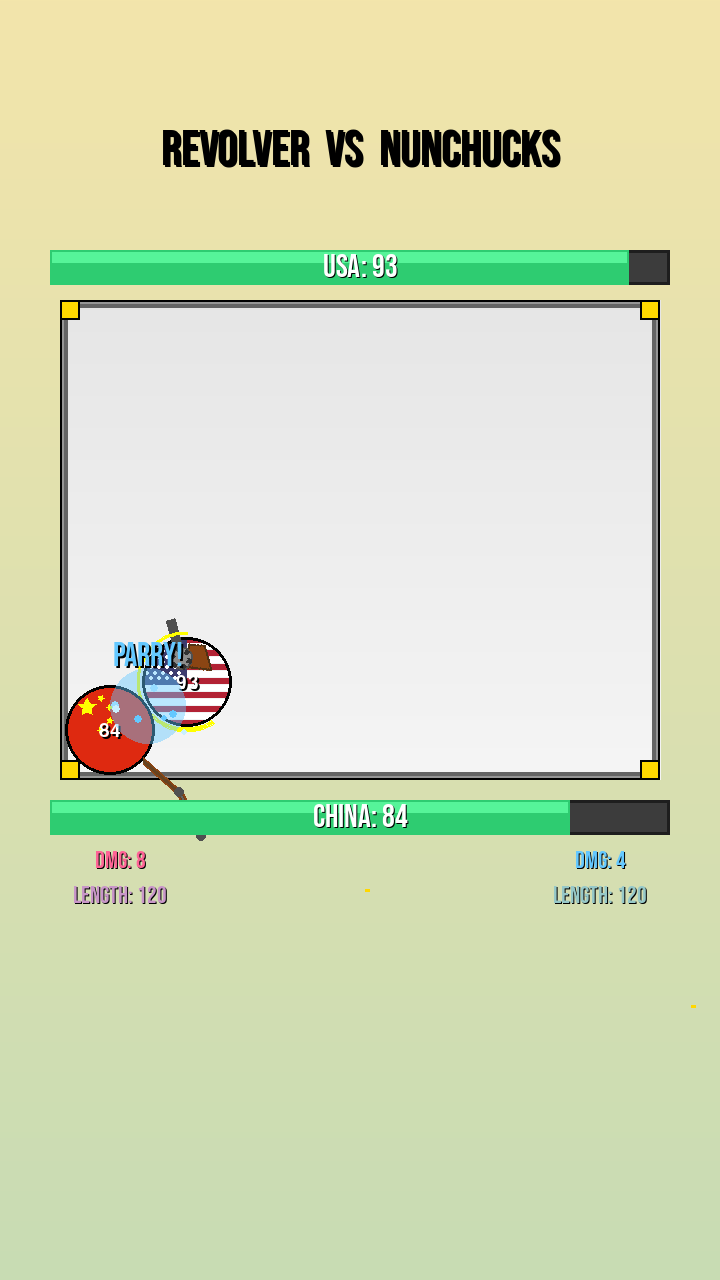 REVOLVER VS NUNCHUCKS
USA: 93
PARRY!
93
84
CHINA: 84
DMG: 8
DMG: 4
LENGTH: 120
LENGTH: 120